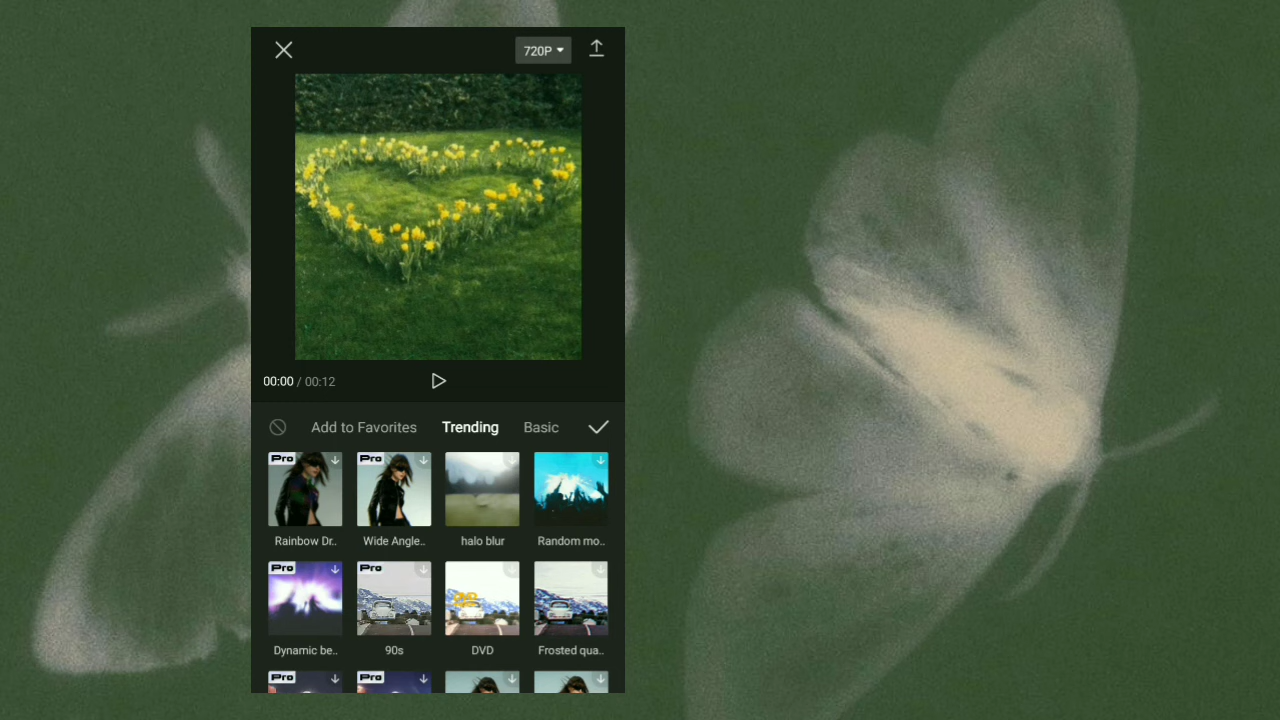 720P
00:00 / 00:12
Add to Favorites Trending Basic
Pro Pro
Rainbow Dr.. Wide Angle.. halo blur Random mo..
Pro Pro DVD
Dynamic be.. 90s DVD Frosted qua..
Pro Pro